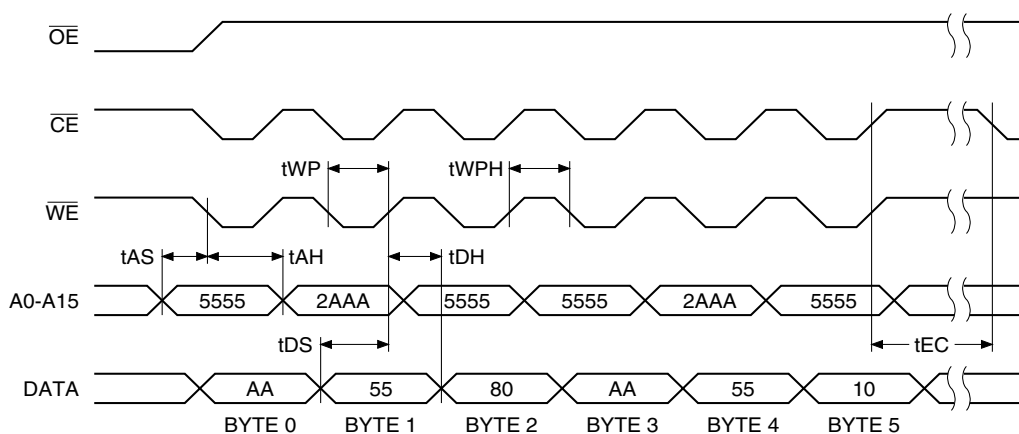 OE
CE
tWP tWPH
WE
tAS tAH tDH
A0-A15 5555 2AAA 5555 5555 2AAA 5555
tDS tEC
DATA AA 55 80 AA 55 10
BYTE 0 BYTE 1 BYTE 2 BYTE 3 BYTE 4 BYTE 5